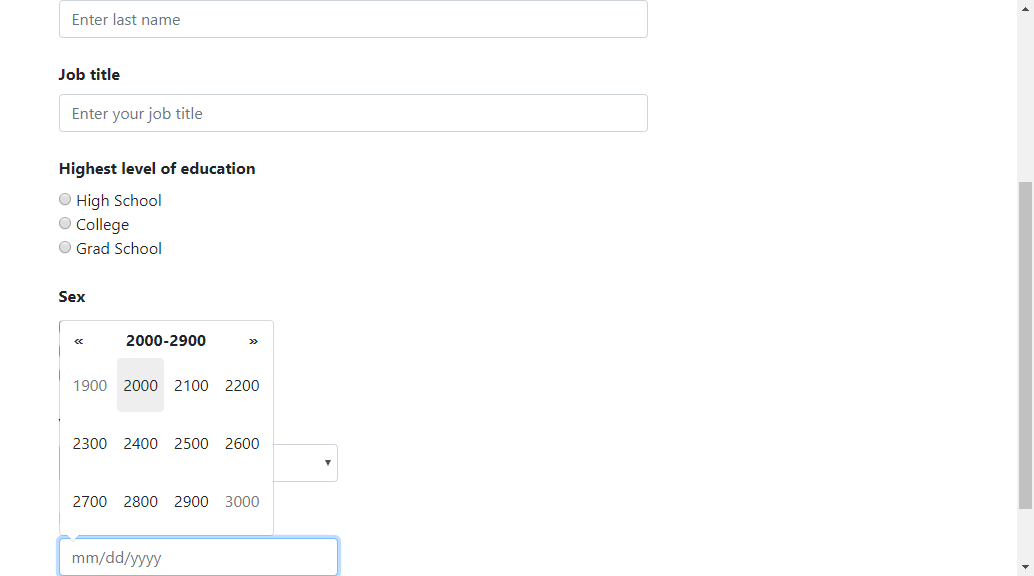 Enter last name
Job title
Enter your job title
Highest level of education
High School
College
Grad School
Sex
« 2000-2900 »
1900 2000 2100 2200
2300 2400 2500 2600
2700 2800 2900 3000
mm/dd/yyyy